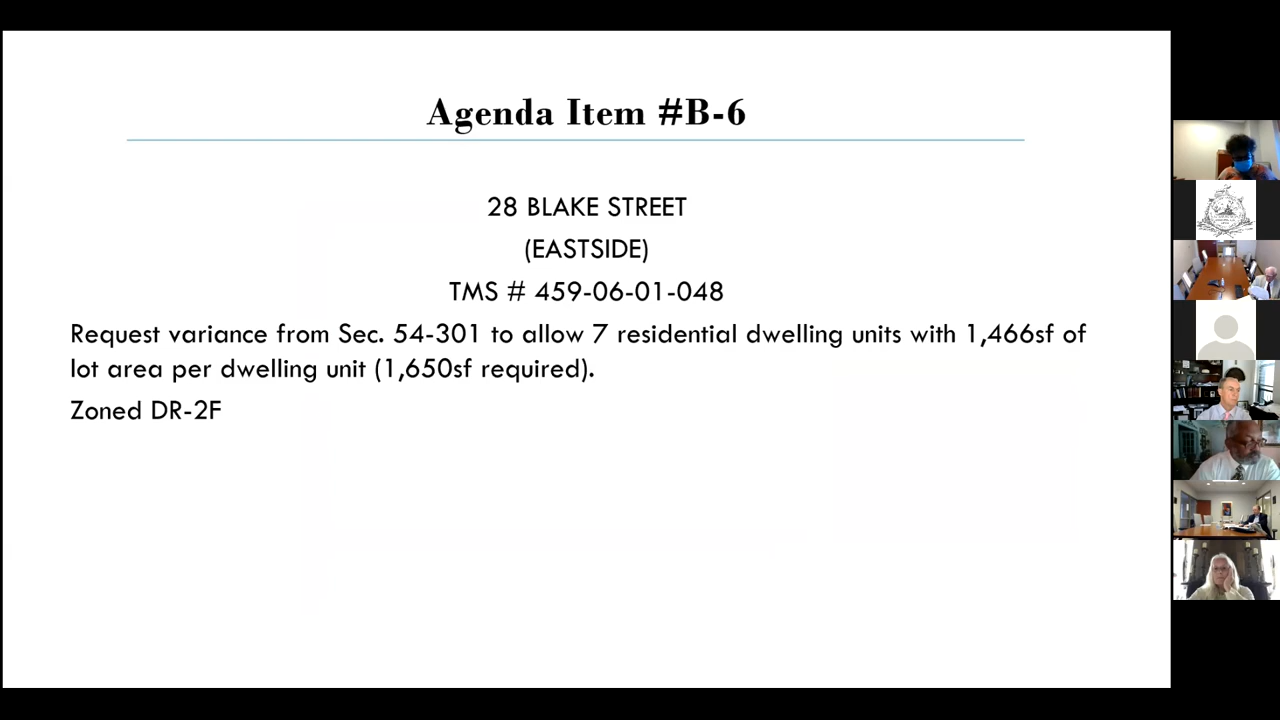 Agenda Item #B-6
28 BLAKE STREET
(EASTSIDE)
TMS # 459-06-01-048
Request variance from Sec. 54-301 to allow 7 residential dwelling units with 1,466sf of
lot area per dwelling unit (1,650sf required).
Zoned DR-2F